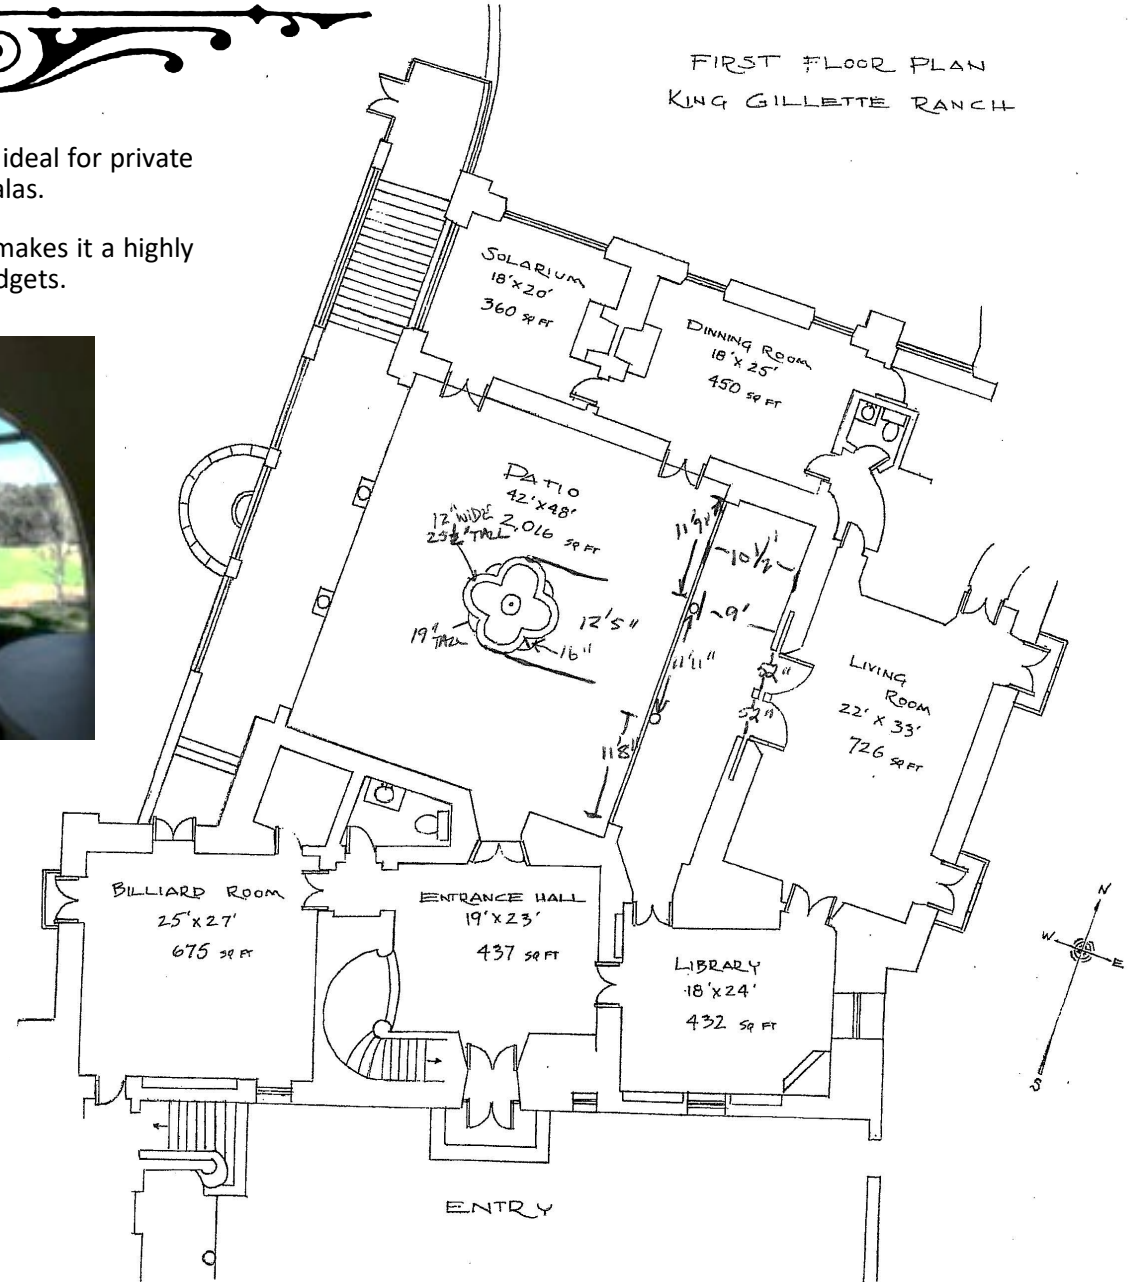 FIRST FLOOR PLAN
KING GILLETTE RANCH
ideal for private
alas.
makes it a highly
dgets.
SOLARIUM
18'x20'
360 SQ FT
DINNING ROOM
18'x25'
450 SQ FT
PATIO
42'x48'
2,016 SQ FT
12" WIDE
25½" TALL
19" TALL
16"
12'5"
11'9"
10½"
9'
11'11"
52"
52"
11'8"
LIVING
ROOM
22' x 33'
726 SQ FT
BILLIARD ROOM
25'x27'
675 SQ FT
ENTRANCE HALL
19'x23'
437 SQ FT
LIBRARY
18'x24'
432 SQ FT
N
W
E
S
ENTRY